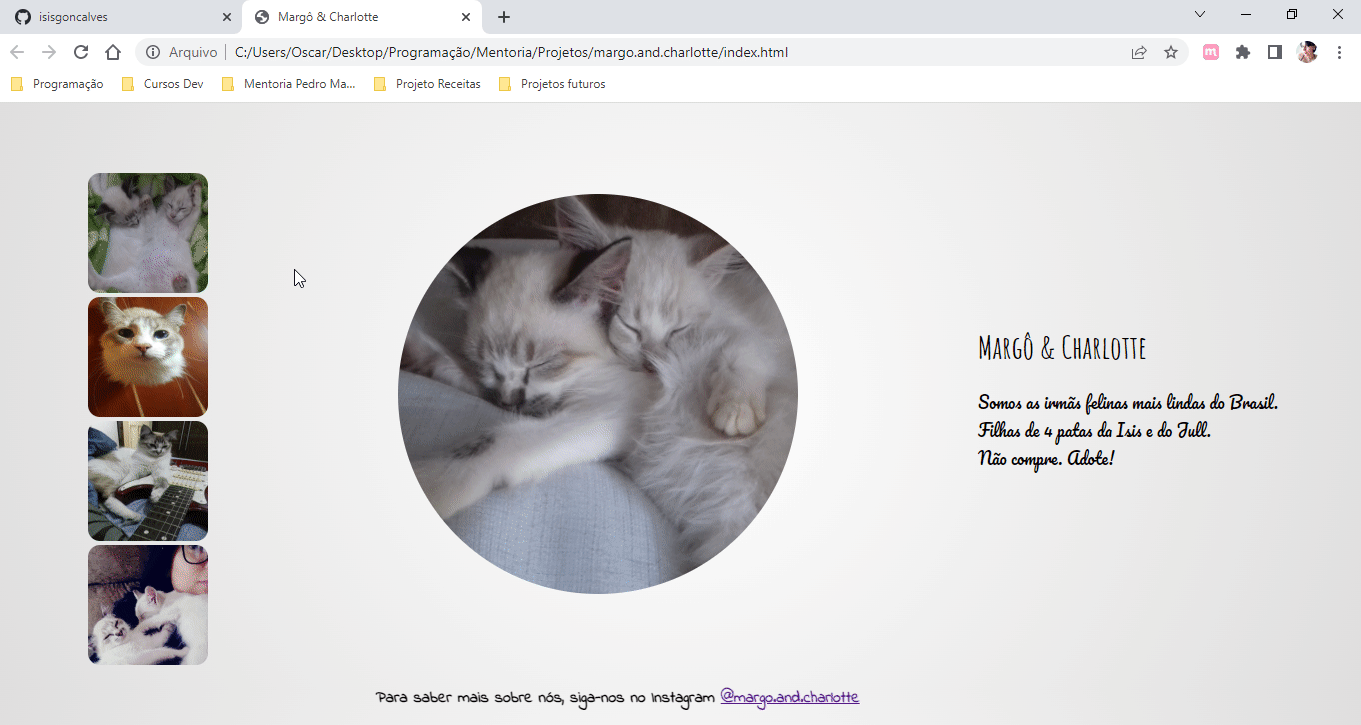 isisgoncalves
Margô & Charlotte
Arquivo
C:/Users/Oscar/Desktop/Programação/Mentoria/Projetos/margo.and.charlotte/index.html
m
Programação
Cursos Dev
Mentoria Pedro Ma...
Projeto Receitas
Projetos futuros
Margô & Charlotte
Somos as irmãs felinas mais lindas do Brasil.
Filhas de 4 patas da Isis e do Jull.
Não compre. Adote!
Para saber mais sobre nós, siga-nos no Instagram @margo.and.charlotte